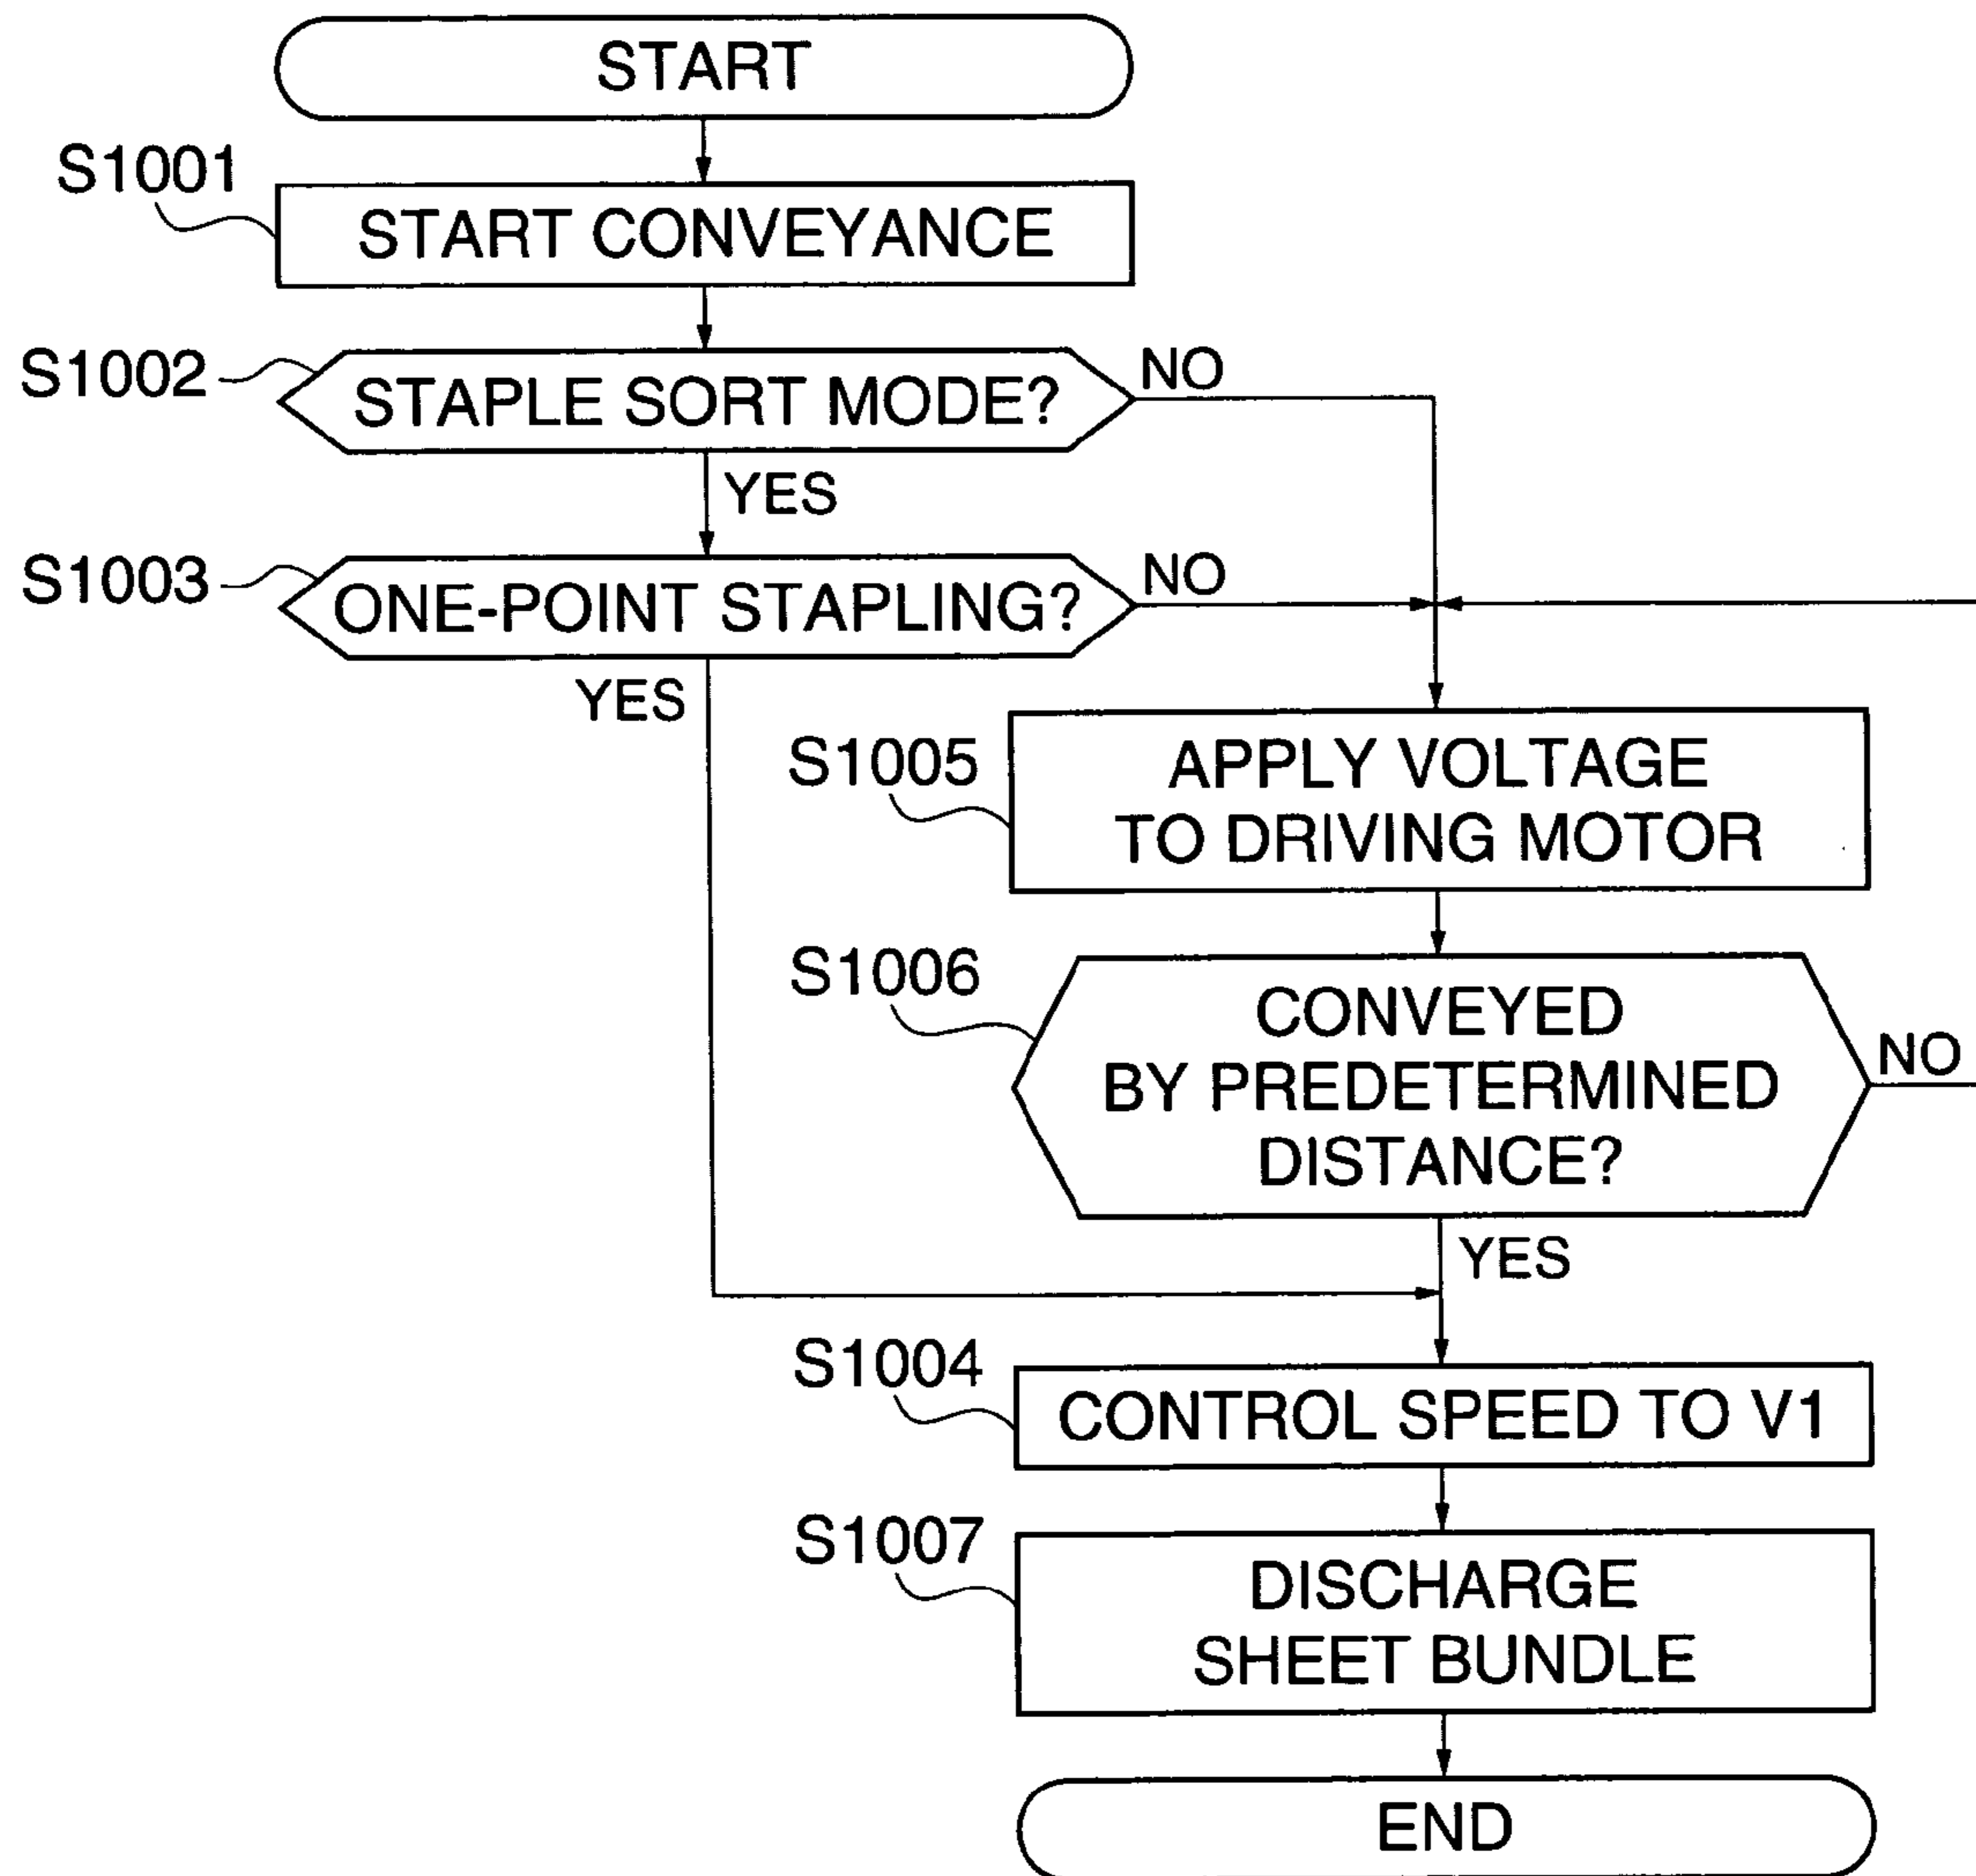 START
S1001
START CONVEYANCE
S1002
STAPLE SORT MODE?
NO
YES
S1003
ONE-POINT STAPLING?
NO
YES
S1005
APPLY VOLTAGE
TO DRIVING MOTOR
S1006
CONVEYED
BY PREDETERMINED
DISTANCE?
NO
YES
S1004
CONTROL SPEED TO V1
S1007
DISCHARGE
SHEET BUNDLE
END